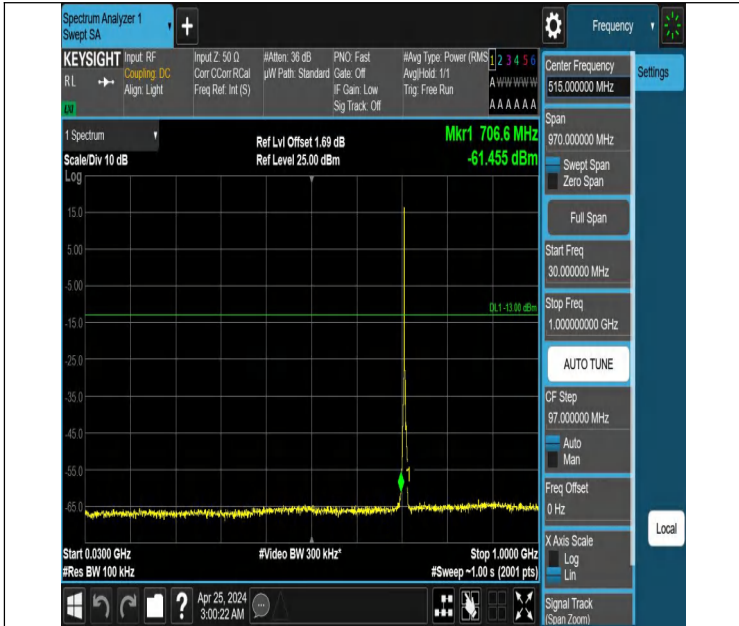 Spectrum Analyzer 1
Swept SA
+
Frequency
KEYSIGHT
RL
Input: RF
Coupling: DC
Align: Light
Input Z: 50 Ω
Corr CCorr RCal
Freq Ref: Int (S)
#Atten: 36 dB
µW Path: Standard
PNO: Fast
Gate: Off
IF Gain: Low
Sig Track: Off
#Avg Type: Power (RMS
Avg|Hold: 1/1
Trig: Free Run
1 2 3 4 5 6
A W W W W W
A A A A A A
LXI
1 Spectrum
Scale/Div 10 dB
Log
Ref Lvl Offset 1.69 dB
Ref Level 25.00 dBm
Mkr1 706.6 MHz
-61.455 dBm
15.0
5.00
-5.00
DL1 -13.00 dBm
-15.0
-25.0
-35.0
-45.0
-55.0
1
-65.0
Start 0.0300 GHz
#Res BW 100 kHz
#Video BW 300 kHz*
Stop 1.0000 GHz
#Sweep ~1.00 s (2001 pts)
Apr 25, 2024
3:00:22 AM
Center Frequency
515.000000 MHz
Settings
Span
970.000000 MHz
Swept Span
Zero Span
Full Span
Start Freq
30.000000 MHz
Stop Freq
1.000000000 GHz
AUTO TUNE
CF Step
97.000000 MHz
Auto
Man
Freq Offset
0 Hz
X Axis Scale
Log
Lin
Local
Signal Track
(Span Zoom)